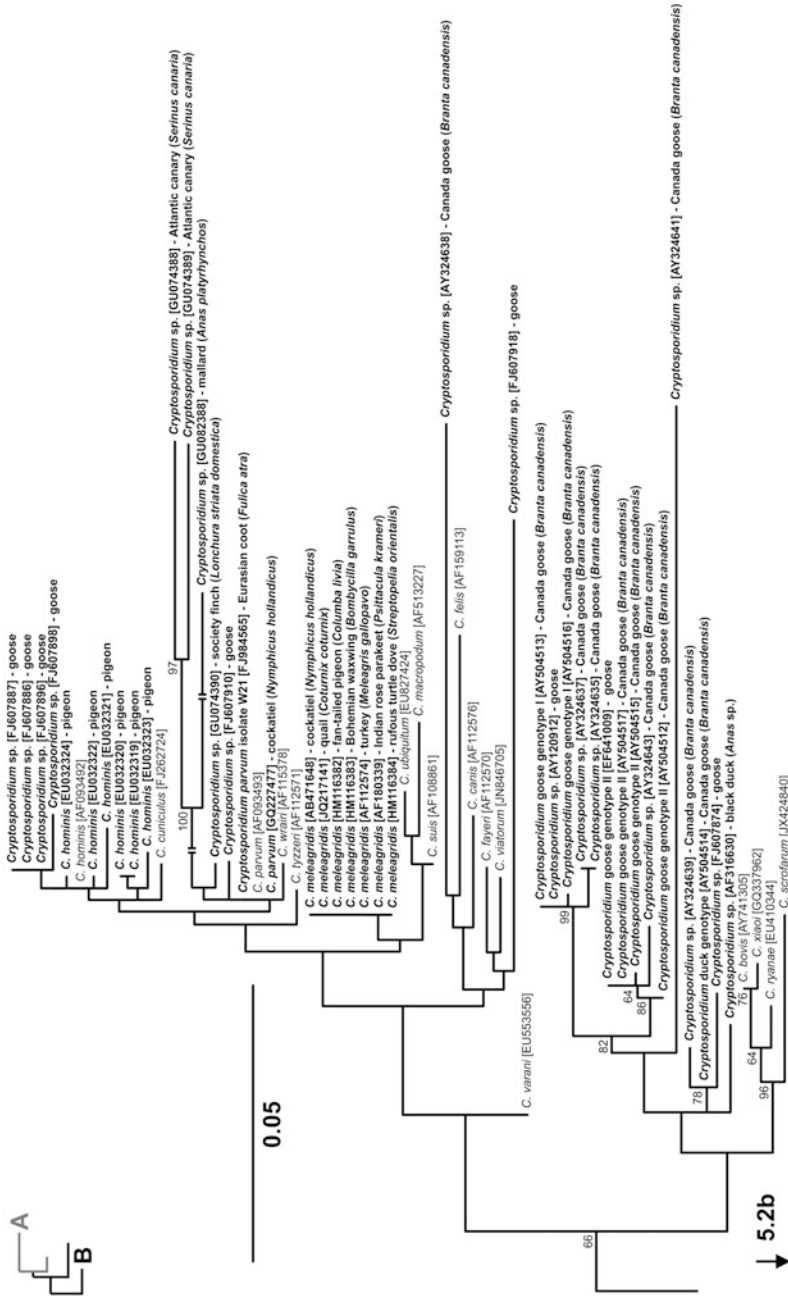 A
B
Cryptosporidium sp. [FJ607887] - goose
Cryptosporidium sp. [FJ607886] - goose
Cryptosporidium sp. [FJ607896] - goose
Cryptosporidium sp. [FJ607898] - goose
C. hominis [EU032324] - pigeon
C. hominis [AF093492]
C. hominis [EU032322] - pigeon
C. hominis [EU032321] - pigeon
C. hominis [EU032320] - pigeon
C. hominis [EU032319] - pigeon
C. hominis [EU032323] - pigeon
C. cuniculus [FJ262724]
97
Cryptosporidium sp. [GU074388] - Atlantic canary (Serinus canaria)
Cryptosporidium sp. [GU074389] - Atlantic canary (Serinus canaria)
100
Cryptosporidium sp. [GU082388] - mallard (Anas platyrhynchos)
Cryptosporidium sp. [GU074390] - society finch (Lonchura striata domestica)
Cryptosporidium sp. [FJ607910] - goose
Cryptosporidium parvum isolate W21 [FJ984565] - Eurasian coot (Fulica atra)
C. parvum [AF093493]
C. parvum [GQ227477] - cockatiel (Nymphicus hollandicus)
C. wrairi [AF115378]
C. tyzzeri [AF112571]
0.05
C. meleagridis [AB471648] - cockatiel (Nymphicus hollandicus)
C. meleagridis [JQ217141] - quail (Coturnix coturnix)
C. meleagridis [HM116382] - fan-tailed pigeon (Columba livia)
C. meleagridis [HM116383] - Bohemian waxwing (Bombycilla garrulus)
C. meleagridis [AF112574] - turkey (Meleagris gallopavo)
C. meleagridis [AF180339] - Indian rose parakeet (Psittacula krameri)
C. meleagridis [HM116384] - rufous turtle dove (Streptopelia orientalis)
C. ubiquitum [EU827424]
C. macropodum [AF513227]
C. suis [AF108861]
Cryptosporidium sp. [AY324638] - Canada goose (Branta canadensis)
C. felis [AF159113]
C. canis [AF112576]
C. fayeri [AF112570]
C. viatorum [JN846705]
Cryptosporidium sp. [FJ607918] - goose
C. varani [EU553556]
Cryptosporidium goose genotype I [AY504513] - Canada goose (Branta canadensis)
Cryptosporidium sp. [AY120912] - goose
99
Cryptosporidium goose genotype I [AY504516] - Canada goose (Branta canadensis)
Cryptosporidium sp. [AY324637] - Canada goose (Branta canadensis)
Cryptosporidium sp. [AY324635] - Canada goose (Branta canadensis)
82
Cryptosporidium goose genotype II [EF641009] - goose
Cryptosporidium goose genotype II [AY504517] - Canada goose (Branta canadensis)
64
Cryptosporidium goose genotype II [AY504515] - Canada goose (Branta canadensis)
86
Cryptosporidium sp. [AY324643] - Canada goose (Branta canadensis)
Cryptosporidium goose genotype II [AY504512] - Canada goose (Branta canadensis)
66
Cryptosporidium sp. [AY324641] - Canada goose (Branta canadensis)
Cryptosporidium sp. [AY324639] - Canada goose (Branta canadensis)
78
Cryptosporidium duck genotype [AY504514] - Canada goose (Branta canadensis)
Cryptosporidium sp. [FJ607874] - goose
Cryptosporidium sp. [AF316630] - black duck (Anas sp.)
76
C. bovis [AY741305]
64
C. xiaoi [GQ337962]
96
C. ryanae [EU410344]
C. scrofarum [JX424840]
5.2b